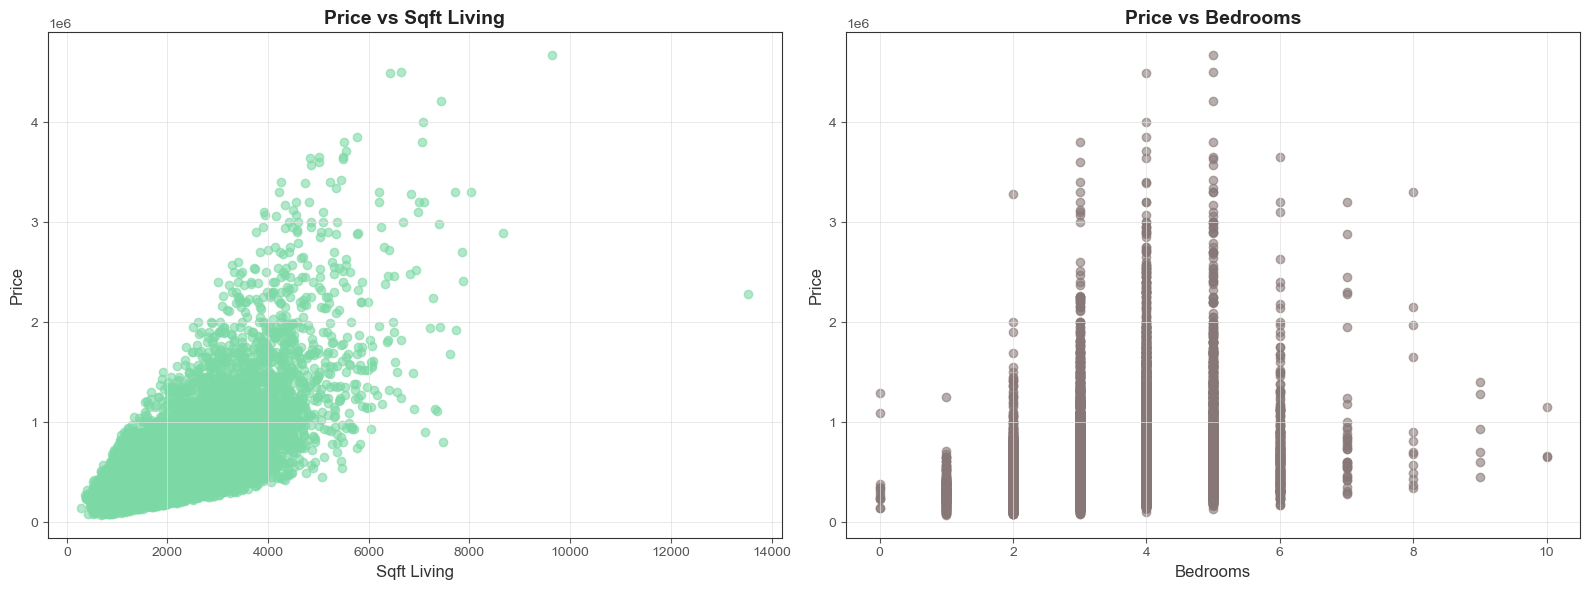 Price vs Sqft Living
1e6
4
3
2
1
0
Price
0 2000 4000 6000 8000 10000 12000 14000
Sqft Living
Price vs Bedrooms
1e6
4
3
2
1
0
Price
0 2 4 6 8 10
Bedrooms